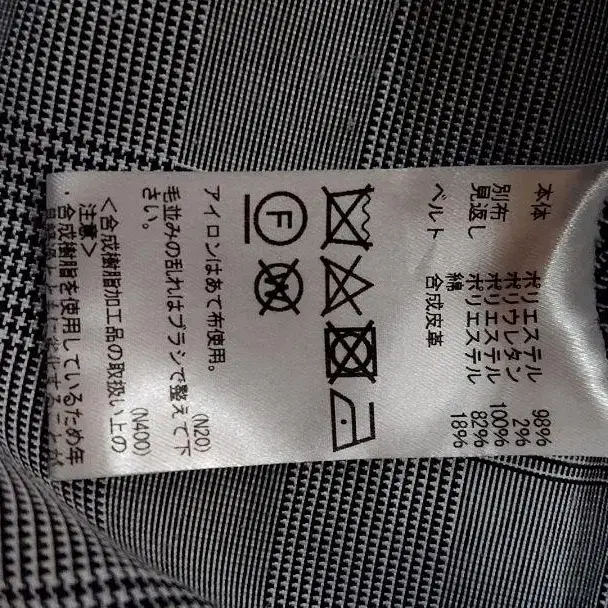 本体 ポリエステル 98%
ポリウレタン 2%
別布 ポリエステル 100%
見返し ポリエステル 82%
綿 18%
ベルト 合成皮革
F W
アイロンはあて布使用。
(N20)
毛並みの乱れはブラシで整えて下
さい。
(N400)
<合成樹脂加工品の取扱い上の
注意>
・合成樹脂を使用しているため年